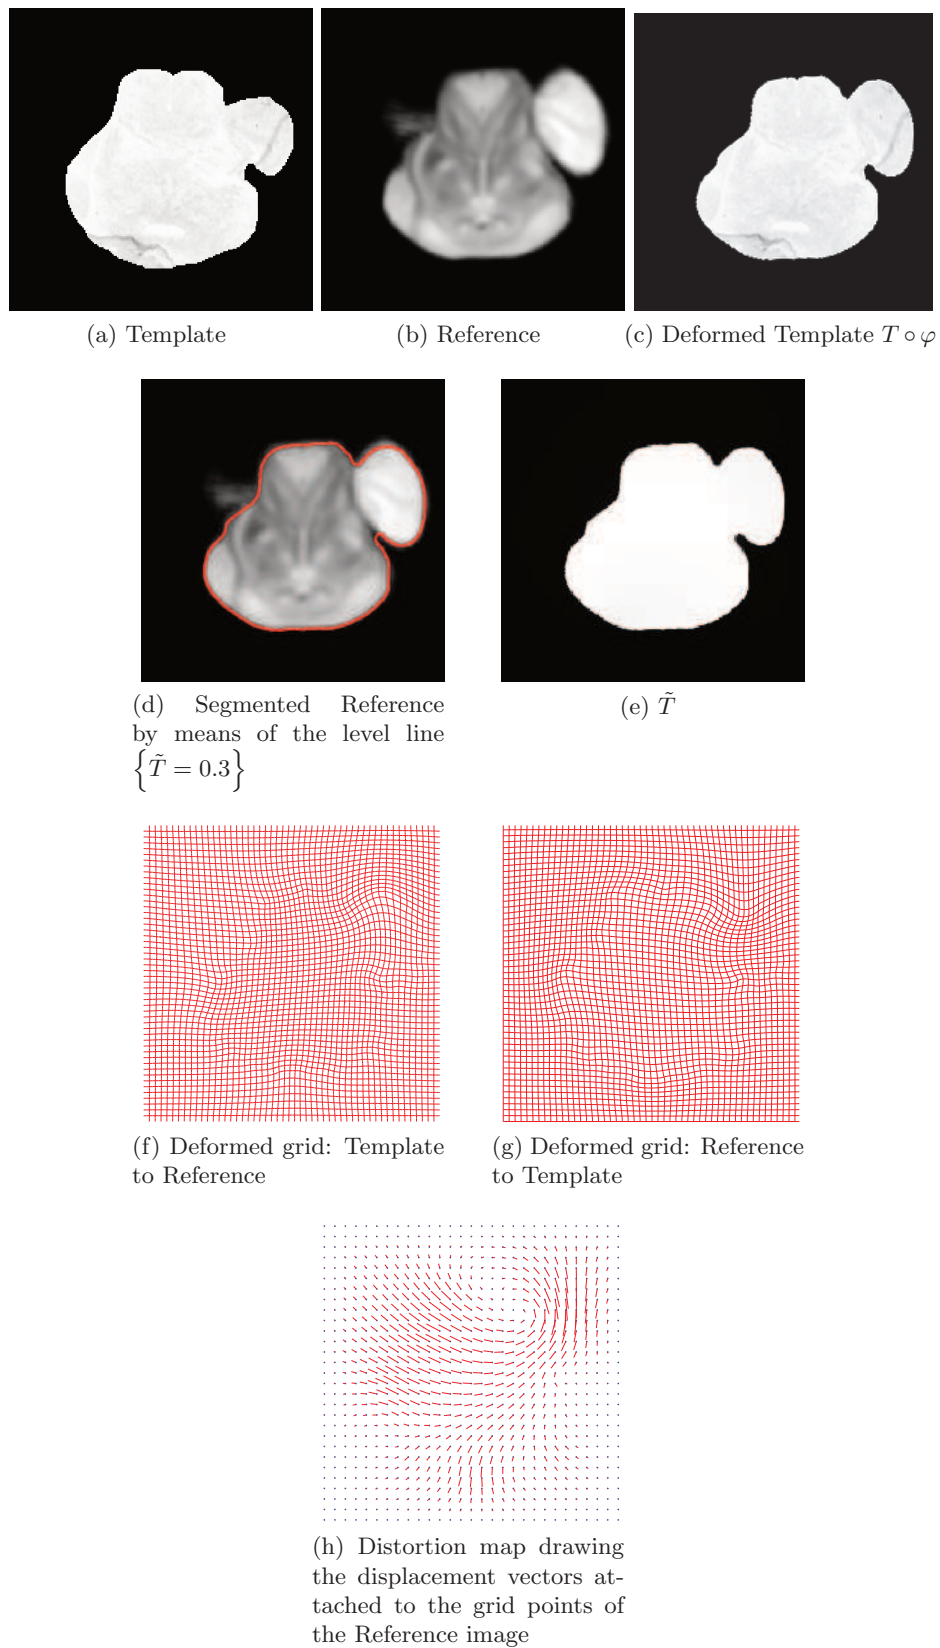 (a) Template
(b) Reference
(c) Deformed Template T ∘ φ
(d) Segmented Reference
by means of the level line
{T̃ = 0.3}
(e) T̃
(f) Deformed grid: Template
to Reference
(g) Deformed grid: Reference
to Template
(h) Distortion map drawing
the displacement vectors at-
tached to the grid points of
the Reference image